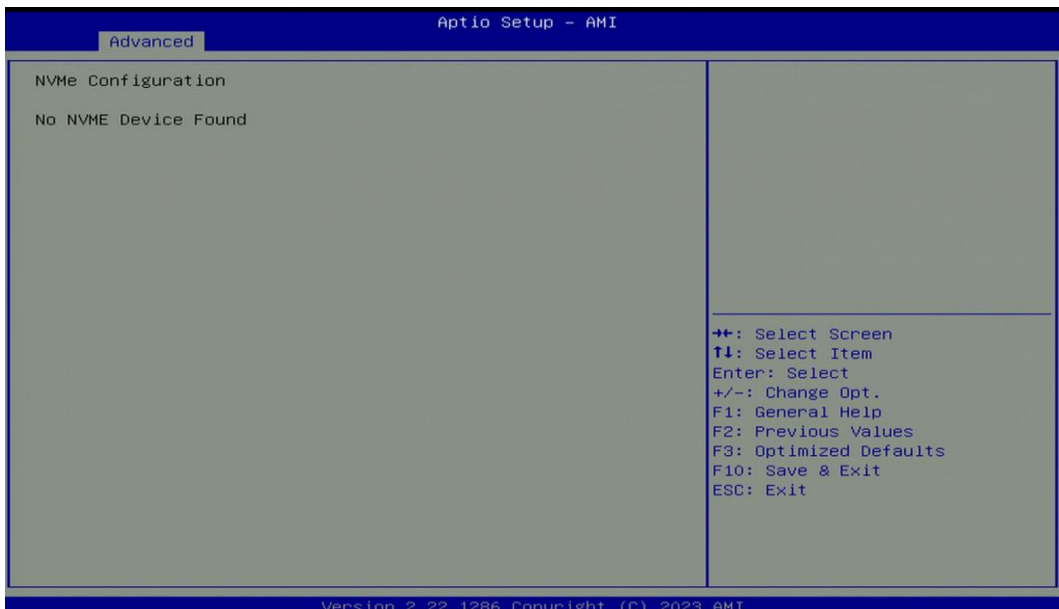 Aptio Setup – AMI
Advanced
NVMe Configuration
No NVME Device Found
→←: Select Screen
↑↓: Select Item
Enter: Select
+/-: Change Opt.
F1: General Help
F2: Previous Values
F3: Optimized Defaults
F10: Save & Exit
ESC: Exit
Version 2.22.1286 Copyright (C) 2023 AMI